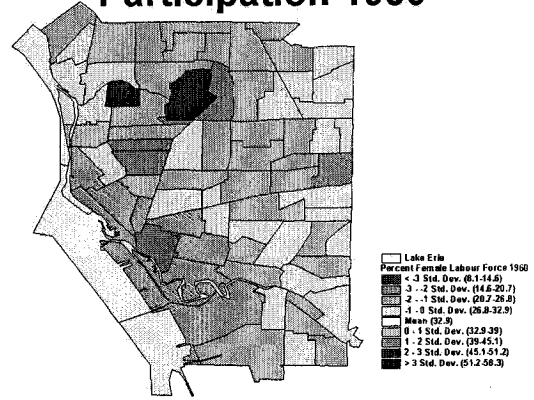 Participation 1960
Lake Erie
Percent Female Labour Force 1960
< -3 Std. Dev. (8.1-14.6)
-3 - -2 Std. Dev. (14.6-20.7)
-2 - -1 Std. Dev. (20.7-26.8)
-1 - 0 Std. Dev. (26.8-32.9)
Mean (32.9)
0 - 1 Std. Dev. (32.9-39)
1 - 2 Std. Dev. (39-45.1)
2 - 3 Std. Dev. (45.1-51.2)
> 3 Std. Dev. (51.2-58.3)